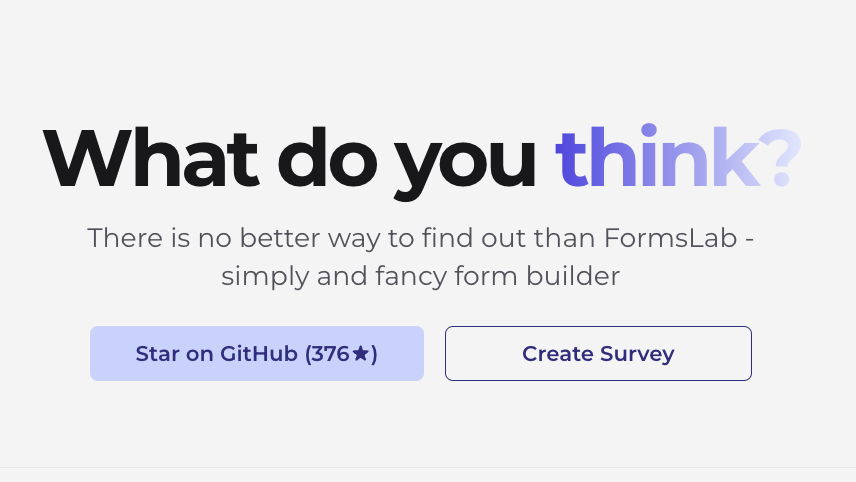 What do you think?
There is no better way to find out than FormsLab -
simply and fancy form builder
Star on GitHub (376★)
Create Survey